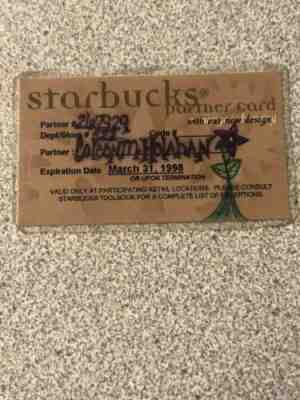 starbucks®
partner card
with our new design!
Partner #
Dept/Store Code #
Partner
Expiration Date March 31, 1998
OR UPON TERMINATION
VALID ONLY AT PARTICIPATING RETAIL LOCATIONS. PLEASE CONSULT
STARBUCKS TOOLBOOK FOR A COMPLETE LIST OF EXCEPTIONS.